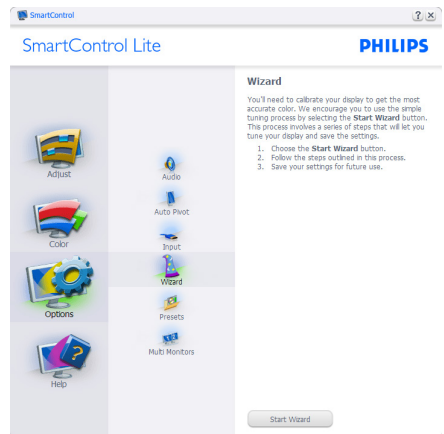 SmartControl
? ×
SmartControl Lite
PHILIPS
Adjust
Color
Options
Help
Audio
Auto Pivot
Input
Wizard
Presets
Multi Monitors
Wizard
You'll need to calibrate your display to get the most
accurate color. We encourage you to use the simple
tuning process by selecting the Start Wizard button.
This process involves a series of steps that will let you
tune your display and save the settings.
1. Choose the Start Wizard button.
2. Follow the steps outlined in this process.
3. Save your settings for future use.
Start Wizard